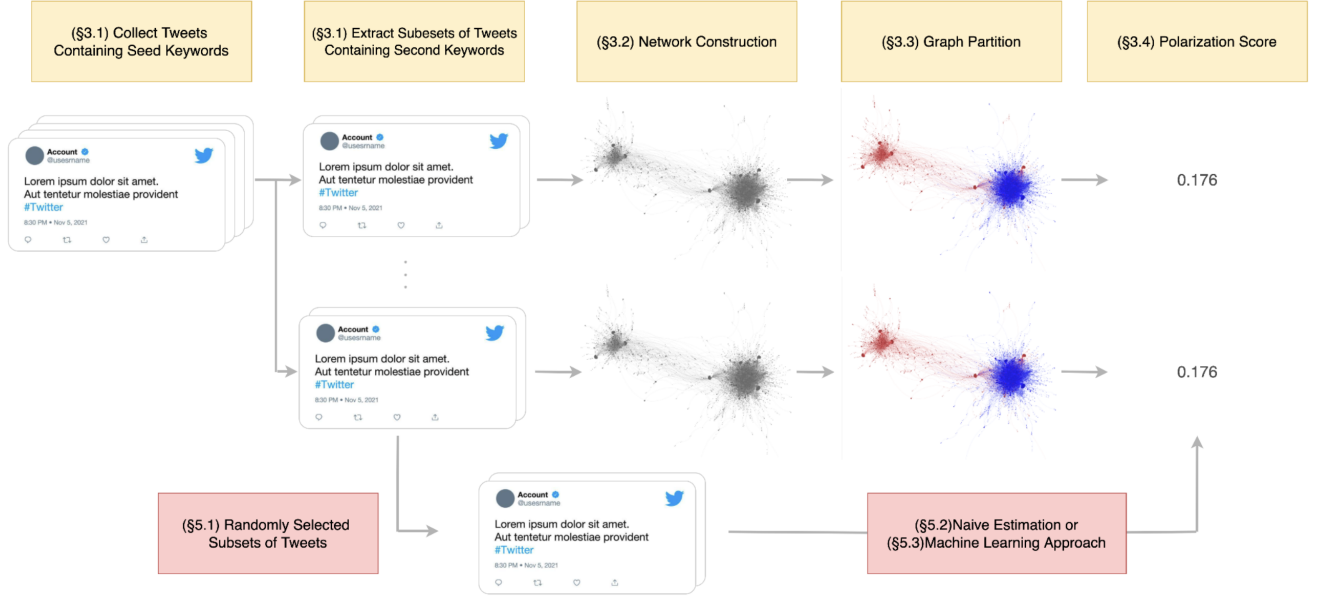 (§3.1) Collect Tweets
Containing Seed Keywords
(§3.1) Extract Subesets of Tweets
Containing Second Keywords
(§3.2) Network Construction
(§3.3) Graph Partition
(§3.4) Polarization Score
Account
@usesrname
Lorem ipsum dolor sit amet.
Aut tentetur molestiae provident
#Twitter
8:30 PM • Nov 5, 2021
Account
@usesrname
Lorem ipsum dolor sit amet.
Aut tentetur molestiae provident
#Twitter
8:30 PM • Nov 5, 2021
0.176
Account
@usesrname
Lorem ipsum dolor sit amet.
Aut tentetur molestiae provident
#Twitter
8:30 PM • Nov 5, 2021
0.176
(§5.1) Randomly Selected
Subsets of Tweets
Account
@usesrname
Lorem ipsum dolor sit amet.
Aut tentetur molestiae provident
#Twitter
8:30 PM • Nov 5, 2021
(§5.2)Naive Estimation or
(§5.3)Machine Learning Approach